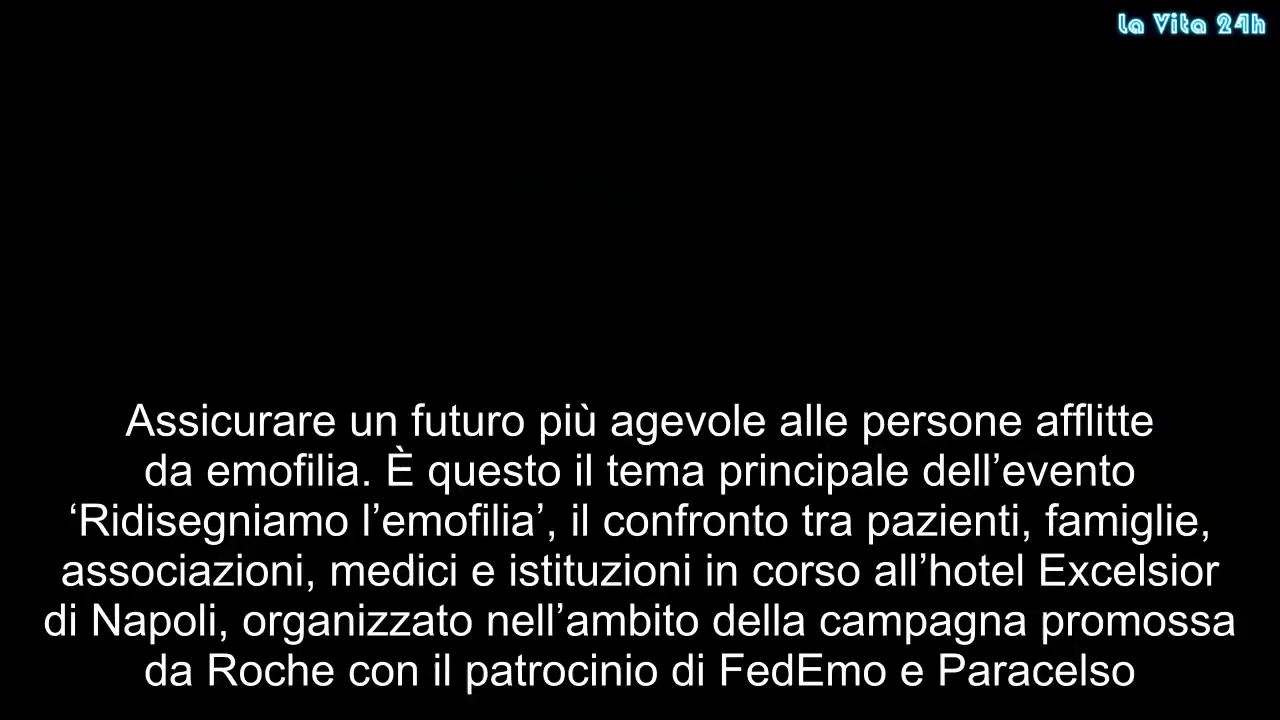 la Vita 24h
Assicurare un futuro più agevole alle persone afflitte
da emofilia. È questo il tema principale dell’evento
‘Ridisegniamo l’emofilia’, il confronto tra pazienti, famiglie,
associazioni, medici e istituzioni in corso all’hotel Excelsior
di Napoli, organizzato nell’ambito della campagna promossa
da Roche con il patrocinio di FedEmo e Paracelso